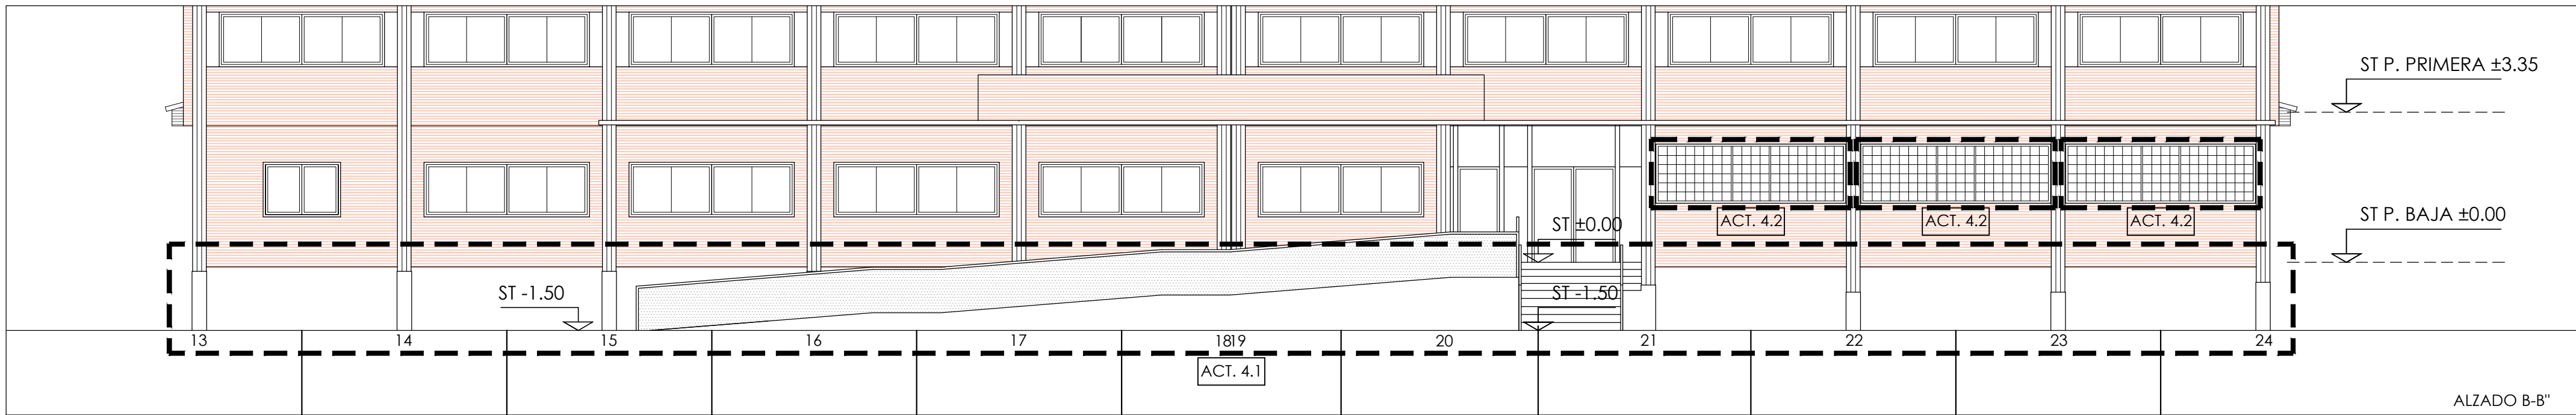 ST P. PRIMERA ±3.35
ST P. BAJA ±0.00
ACT. 4.2
ACT. 4.2
ACT. 4.2
ST ±0.00
ST -1.50
ST -1.50
13
14
15
16
17
18 19
20
21
22
23
24
ACT. 4.1
ALZADO B-B"